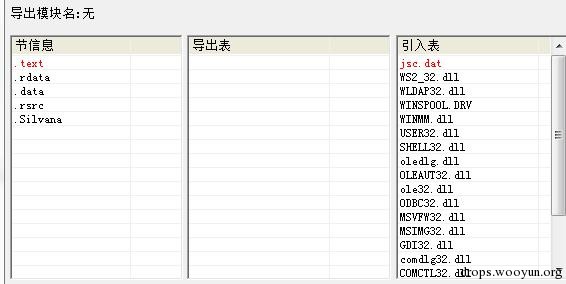 导出模块名:无
节信息
.text
.rdata
.data
.rsrc
.Silvana
导出表
引入表
jsc.dat
WS2_32.dll
WLDAP32.dll
WINSPOOL.DRV
WINMM.dll
USER32.dll
SHELL32.dll
oledlg.dll
OLEAUT32.dll
ole32.dll
ODBC32.dll
MSVFW32.dll
MSIMG32.dll
GDI32.dll
comdlg32.dll
COMCTL32.dll
drops.wooyun.org